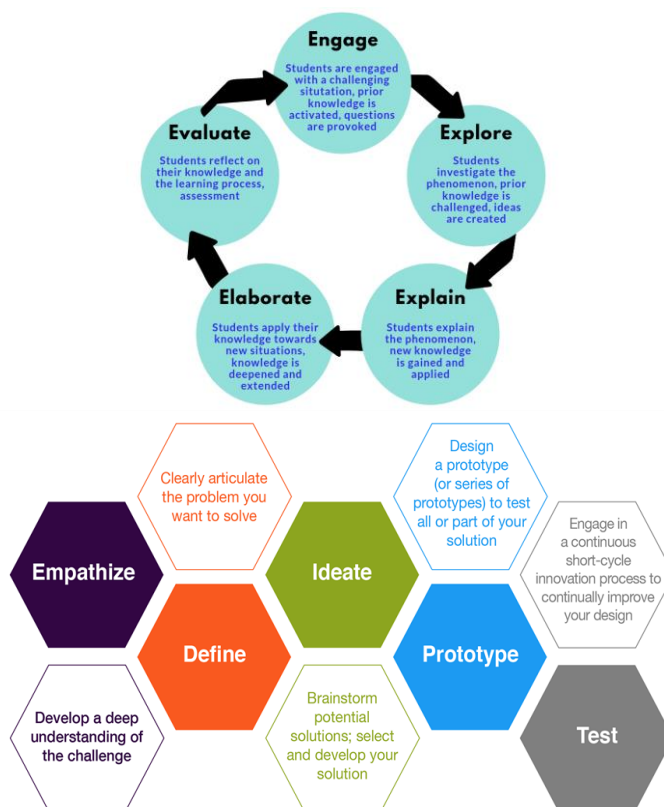 Engage
Students are engaged
with a challenging
situtation, prior
knowledge is
activated, questions
are provoked
Explore
Students
investigate the
phenomenon, prior
knowledge is
challenged, ideas
are created
Explain
Students explain
the phenomenon,
new knowledge
is gained and
applied
Elaborate
Students apply their
knowledge towards
new situations,
knowledge is
deepened and
extended
Evaluate
Students reflect on
their knowledge and
the learning process,
assessment
Empathize
Develop a deep
understanding of
the challenge
Clearly articulate
the problem you
want to solve
Define
Ideate
Brainstorm
potential
solutions; select
and develop your
solution
Design
a prototype
(or series of
prototypes) to test
all or part of your
solution
Prototype
Engage in
a continuous
short-cycle
innovation process to
continually improve
your design
Test